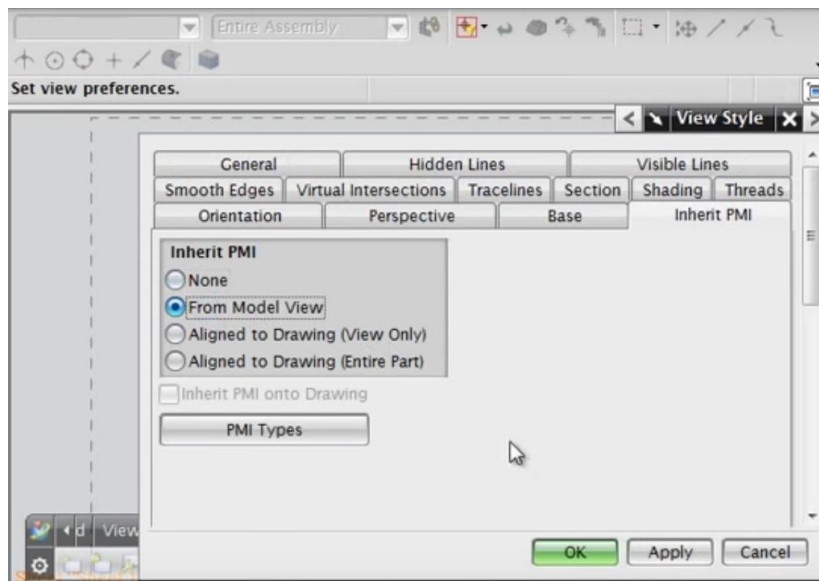 Entire Assembly
Set view preferences.
View Style
General Hidden Lines Visible Lines
Smooth Edges Virtual Intersections Tracelines Section Shading Threads
Orientation Perspective Base Inherit PMI
Inherit PMI
None
From Model View
Aligned to Drawing (View Only)
Aligned to Drawing (Entire Part)
Inherit PMI onto Drawing
PMI Types
d View
OK Apply Cancel